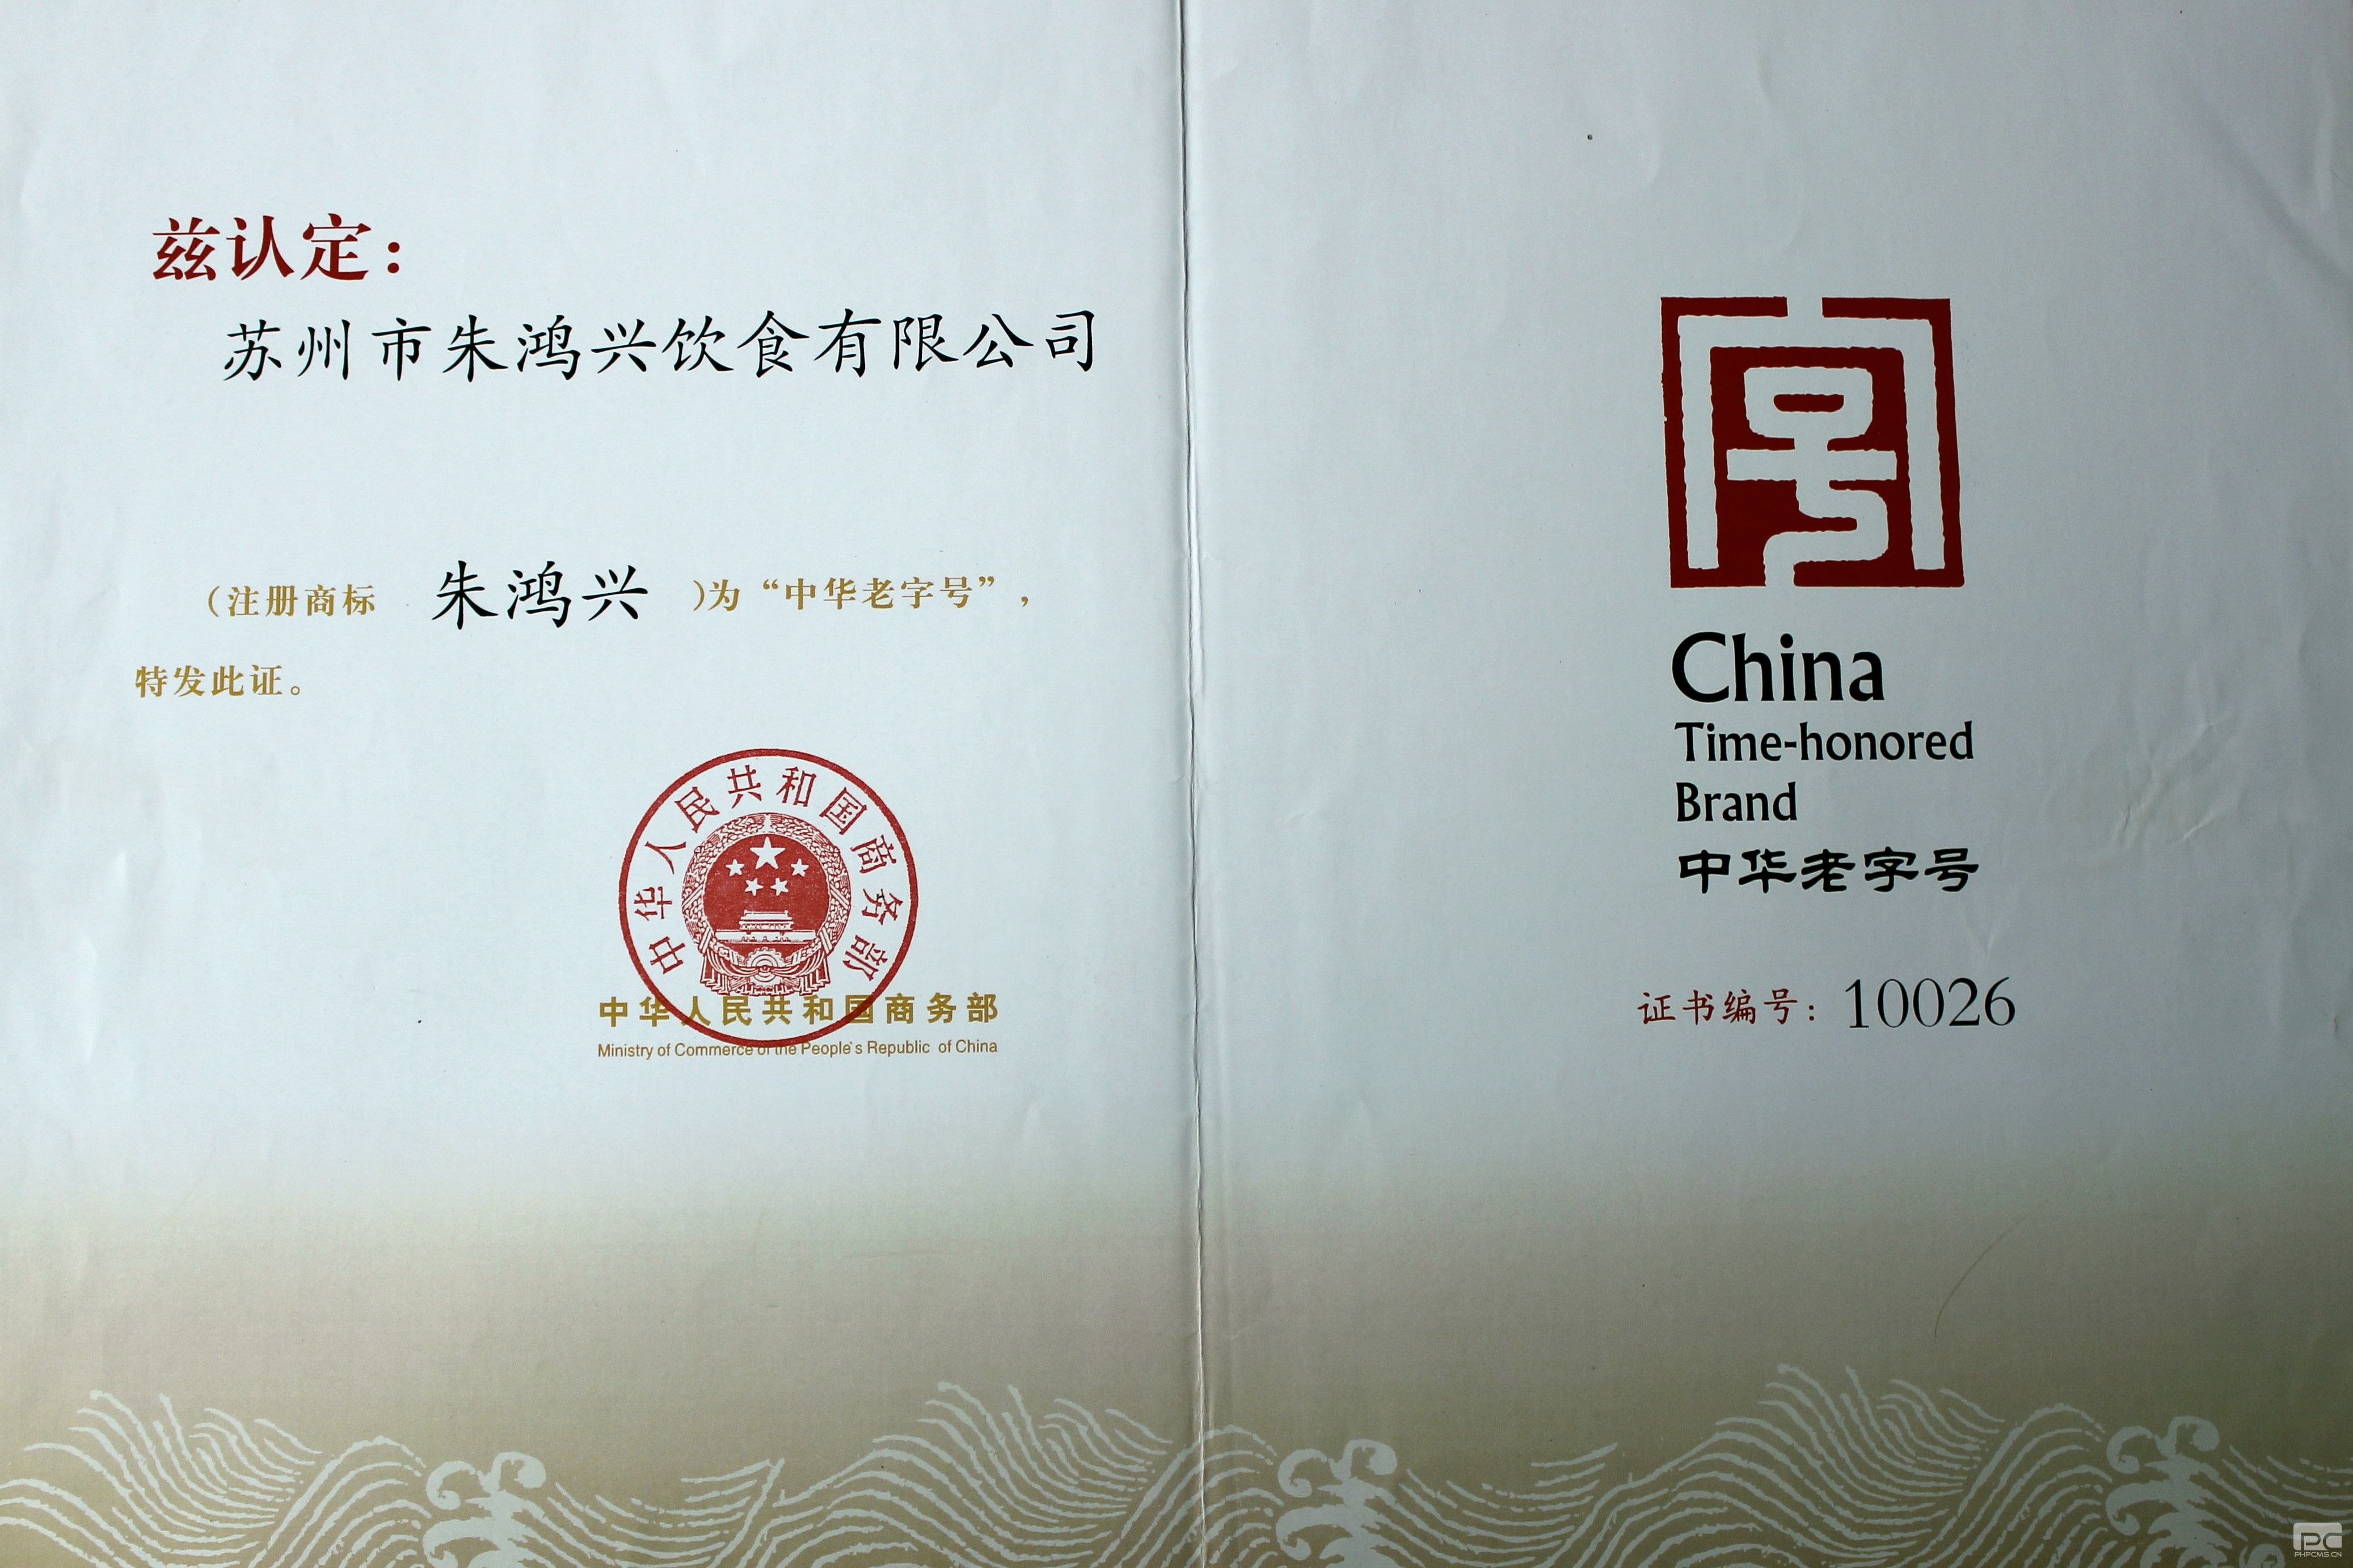 兹认定：
苏州市朱鸿兴饮食有限公司
（注册商标 朱鸿兴 ）为“中华老字号”，
特发此证。
中华人民共和国商务部
中华人民共和国商务部
Ministry of Commerce of the People's Republic of China
号
China
Time-honored
Brand
中华老字号
证书编号：10026
PC
PHPCMS.CN